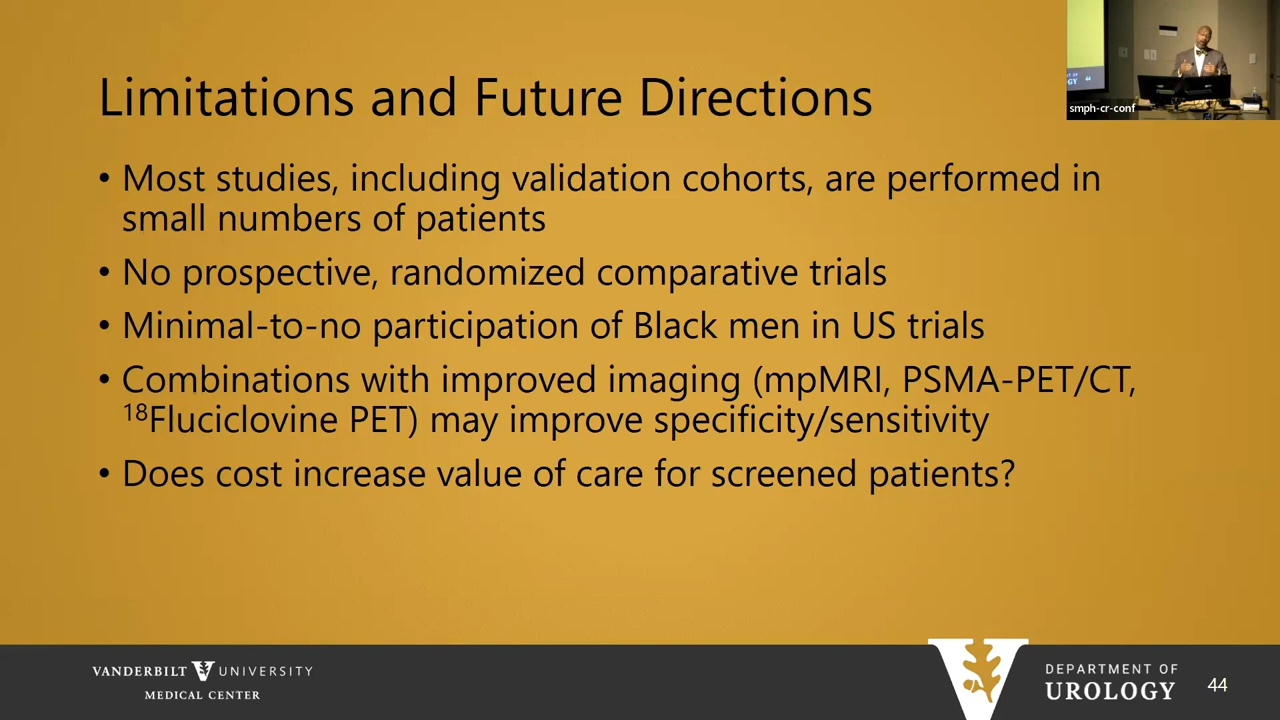 smph-cr-conf
Limitations and Future Directions
• Most studies, including validation cohorts, are performed in
small numbers of patients
• No prospective, randomized comparative trials
• Minimal-to-no participation of Black men in US trials
• Combinations with improved imaging (mpMRI, PSMA-PET/CT,
¹⁸Fluciclovine PET) may improve specificity/sensitivity
• Does cost increase value of care for screened patients?
VANDERBILT UNIVERSITY
MEDICAL CENTER
DEPARTMENT OF
UROLOGY
44